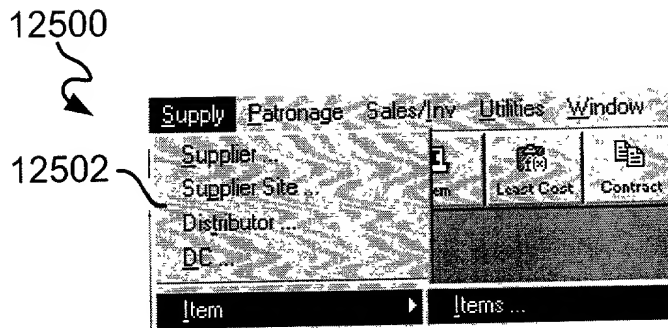 12500
Supply Patronage Sales/Inv Utilities Window
Supplier ...
12502
Supplier Site ...
Least Cost Contract
Distributor ...
DC ...
Item Items ...